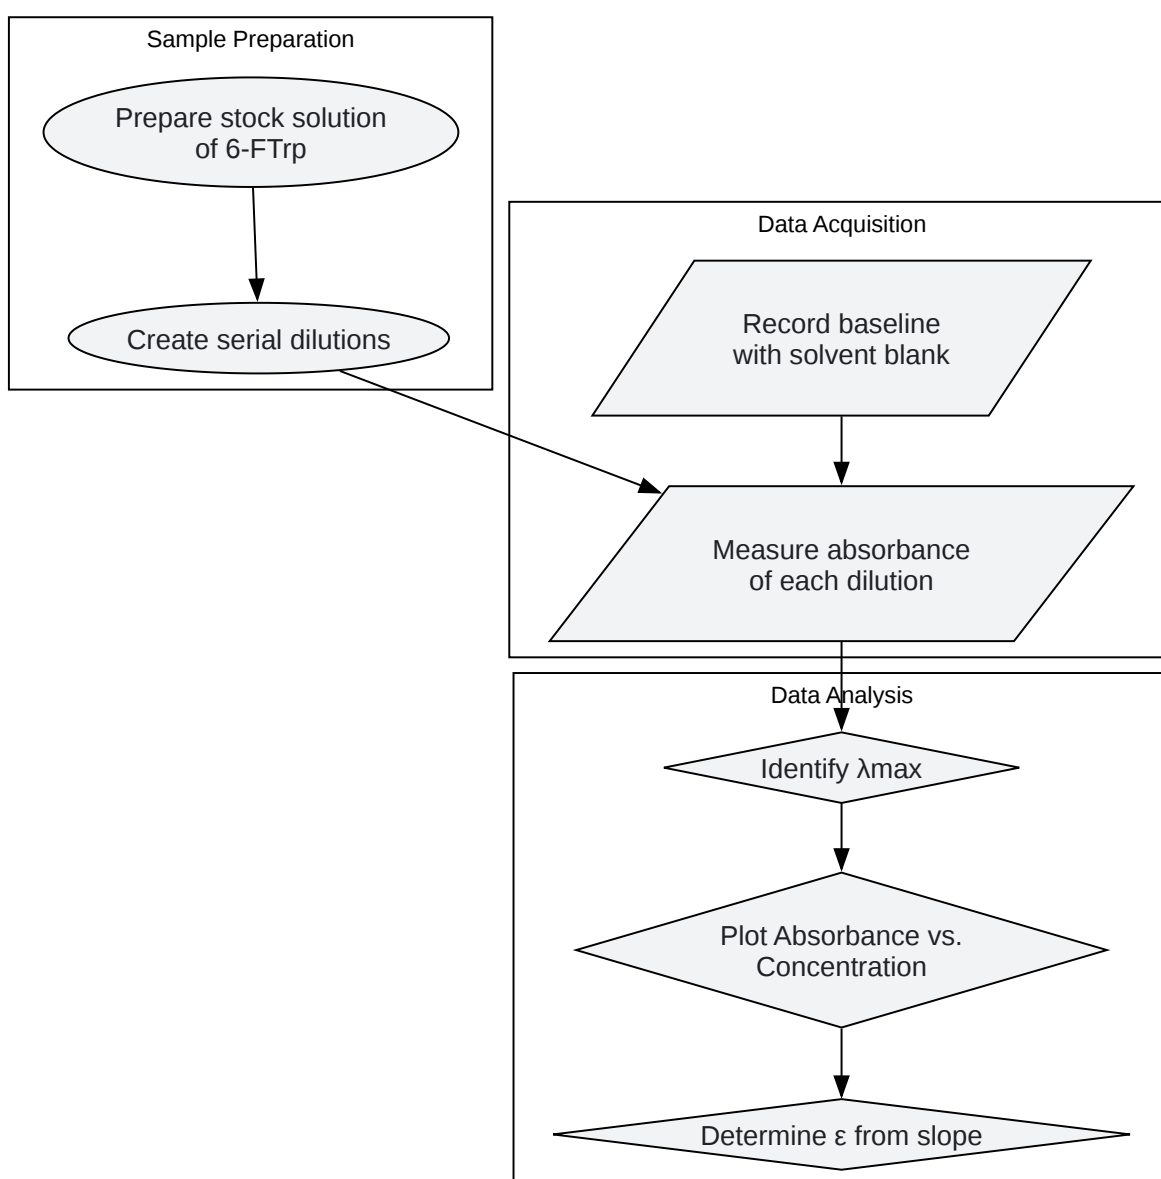 Sample Preparation
Prepare stock solution
of 6-FTrp
Create serial dilutions
Data Acquisition
Record baseline
with solvent blank
Measure absorbance
of each dilution
Data Analysis
Identify λmax
Plot Absorbance vs.
Concentration
Determine ε from slope